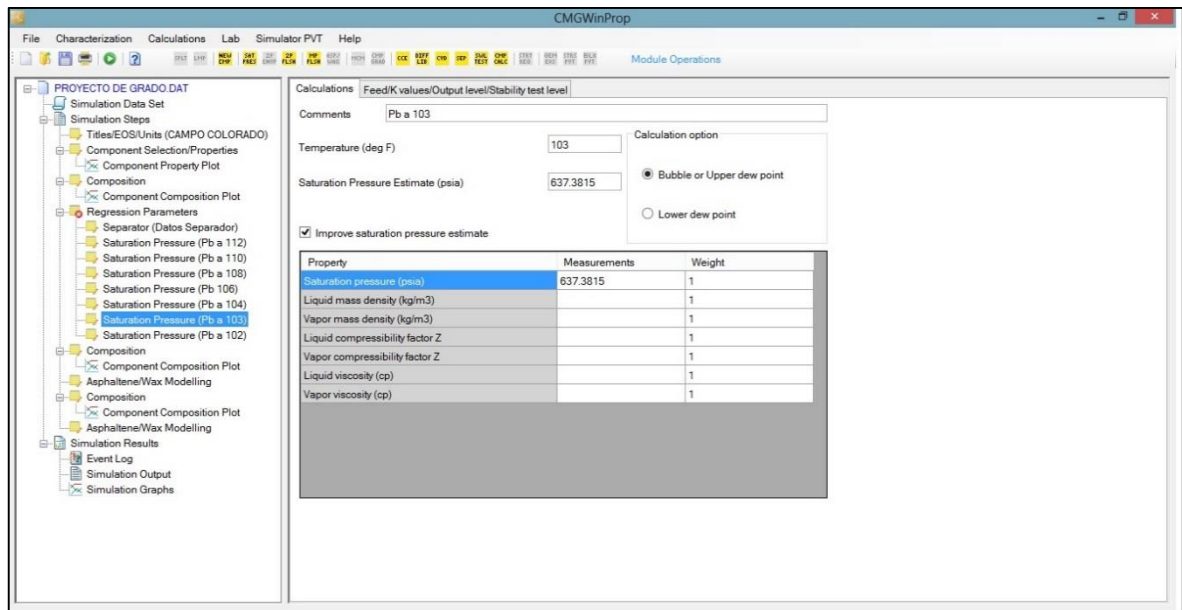 CMGWinProp
File Characterization Calculations Lab Simulator PVT Help
Module Operations
PROYECTO DE GRADO.DAT
Simulation Data Set
Simulation Steps
Titles/EOS/Units (CAMPO COLORADO)
Component Selection/Properties
Component Property Plot
Composition
Component Composition Plot
Regression Parameters
Separator (Datos Separador)
Saturation Pressure (Pb a 112)
Saturation Pressure (Pb a 110)
Saturation Pressure (Pb a 108)
Saturation Pressure (Pb 106)
Saturation Pressure (Pb a 104)
Saturation Pressure (Pb a 103)
Saturation Pressure (Pb a 102)
Composition
Component Composition Plot
Asphaltene/Wax Modelling
Composition
Component Composition Plot
Asphaltene/Wax Modelling
Simulation Results
Event Log
Simulation Output
Simulation Graphs
Calculations Feed/K values/Output level/Stability test level
Comments Pb a 103
Temperature (deg F) 103
Calculation option
Saturation Pressure Estimate (psia) 637.3815
Bubble or Upper dew point
Lower dew point
Improve saturation pressure estimate
Property Measurements Weight
Saturation pressure (psia) 637.3815 1
Liquid mass density (kg/m3) 1
Vapor mass density (kg/m3) 1
Liquid compressibility factor Z 1
Vapor compressibility factor Z 1
Liquid viscosity (cp) 1
Vapor viscosity (cp) 1